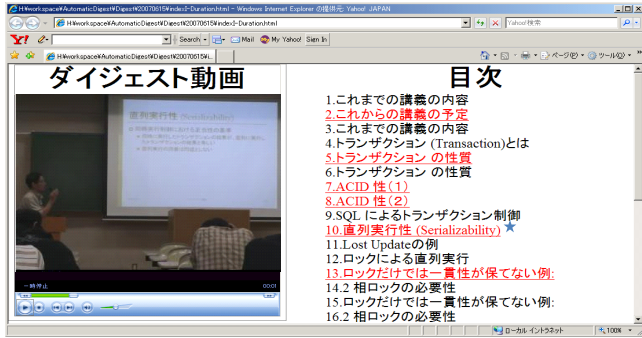 H:¥workspace¥AutomaticDigest¥Digest¥20070615¥index3-Duration.html - Windows Internet Explorer の提供元: Yahoo! JAPAN
H:¥workspace¥AutomaticDigest¥Digest¥20070615¥index3-Duration.html
Yahoo!検索
Y! Search Mail My Yahoo! Sign In
H:¥workspace¥AutomaticDigest¥Digest¥20070615¥i...
ページ(P) ツール(O)
ダイジェスト動画
直列実行性 (Serializability)
一時停止
00:01
目次
1.これまでの講義の内容
2.これからの講義の予定
3.これまでの講義の内容
4.トランザクション (Transaction)とは
5.トランザクション の性質
6.トランザクション の性質
7.ACID 性(1)
8.ACID 性(2)
9.SQL によるトランザクション制御
10.直列実行性 (Serializability)
11.Lost Updateの例
12.ロックによる直列実行
13.ロックだけでは一貫性が保てない例:
14.2 相ロックの必要性
15.ロックだけでは一貫性が保てない例:
16.2 相ロックの必要性
ローカル イントラネット
100%